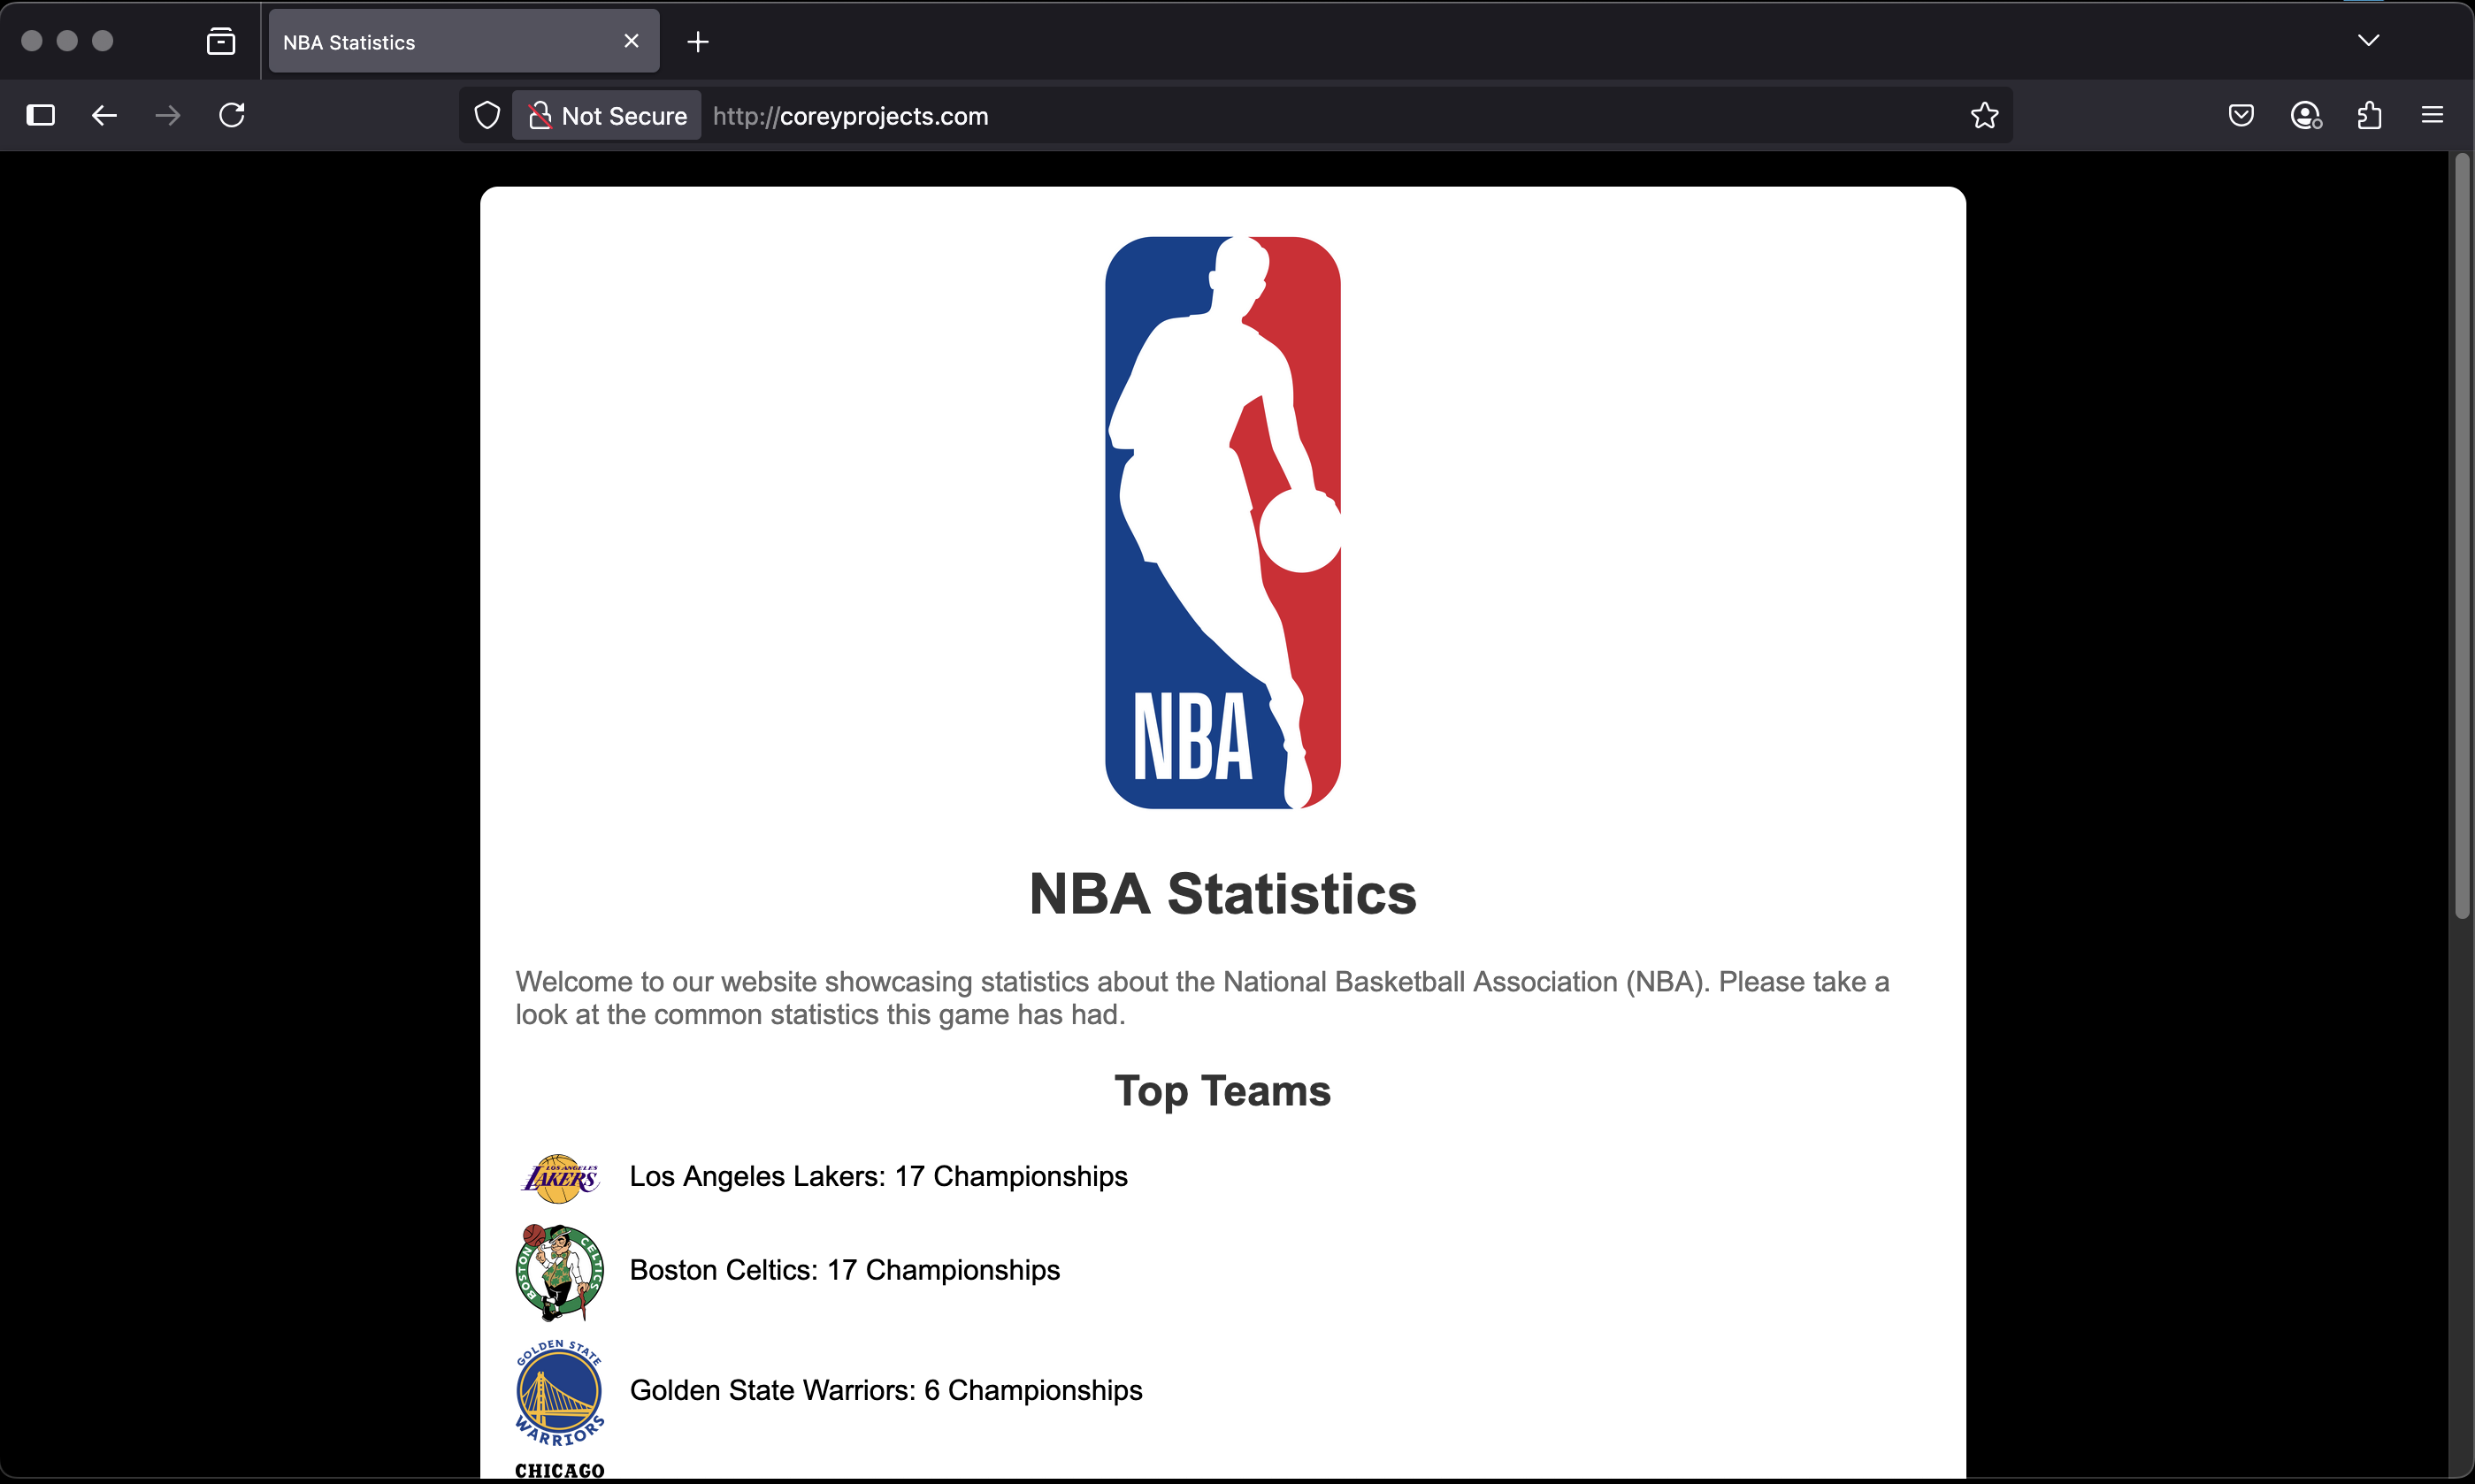 NBA Statistics
Not Secure http://coreyprojects.com
NBA
NBA Statistics
Welcome to our website showcasing statistics about the National Basketball Association (NBA). Please take a
look at the common statistics this game has had.
Top Teams
LOS ANGELES
LAKERS
Los Angeles Lakers: 17 Championships
BOSTON CELTICS
Boston Celtics: 17 Championships
GOLDEN STATE
WARRIORS
Golden State Warriors: 6 Championships
CHICAGO